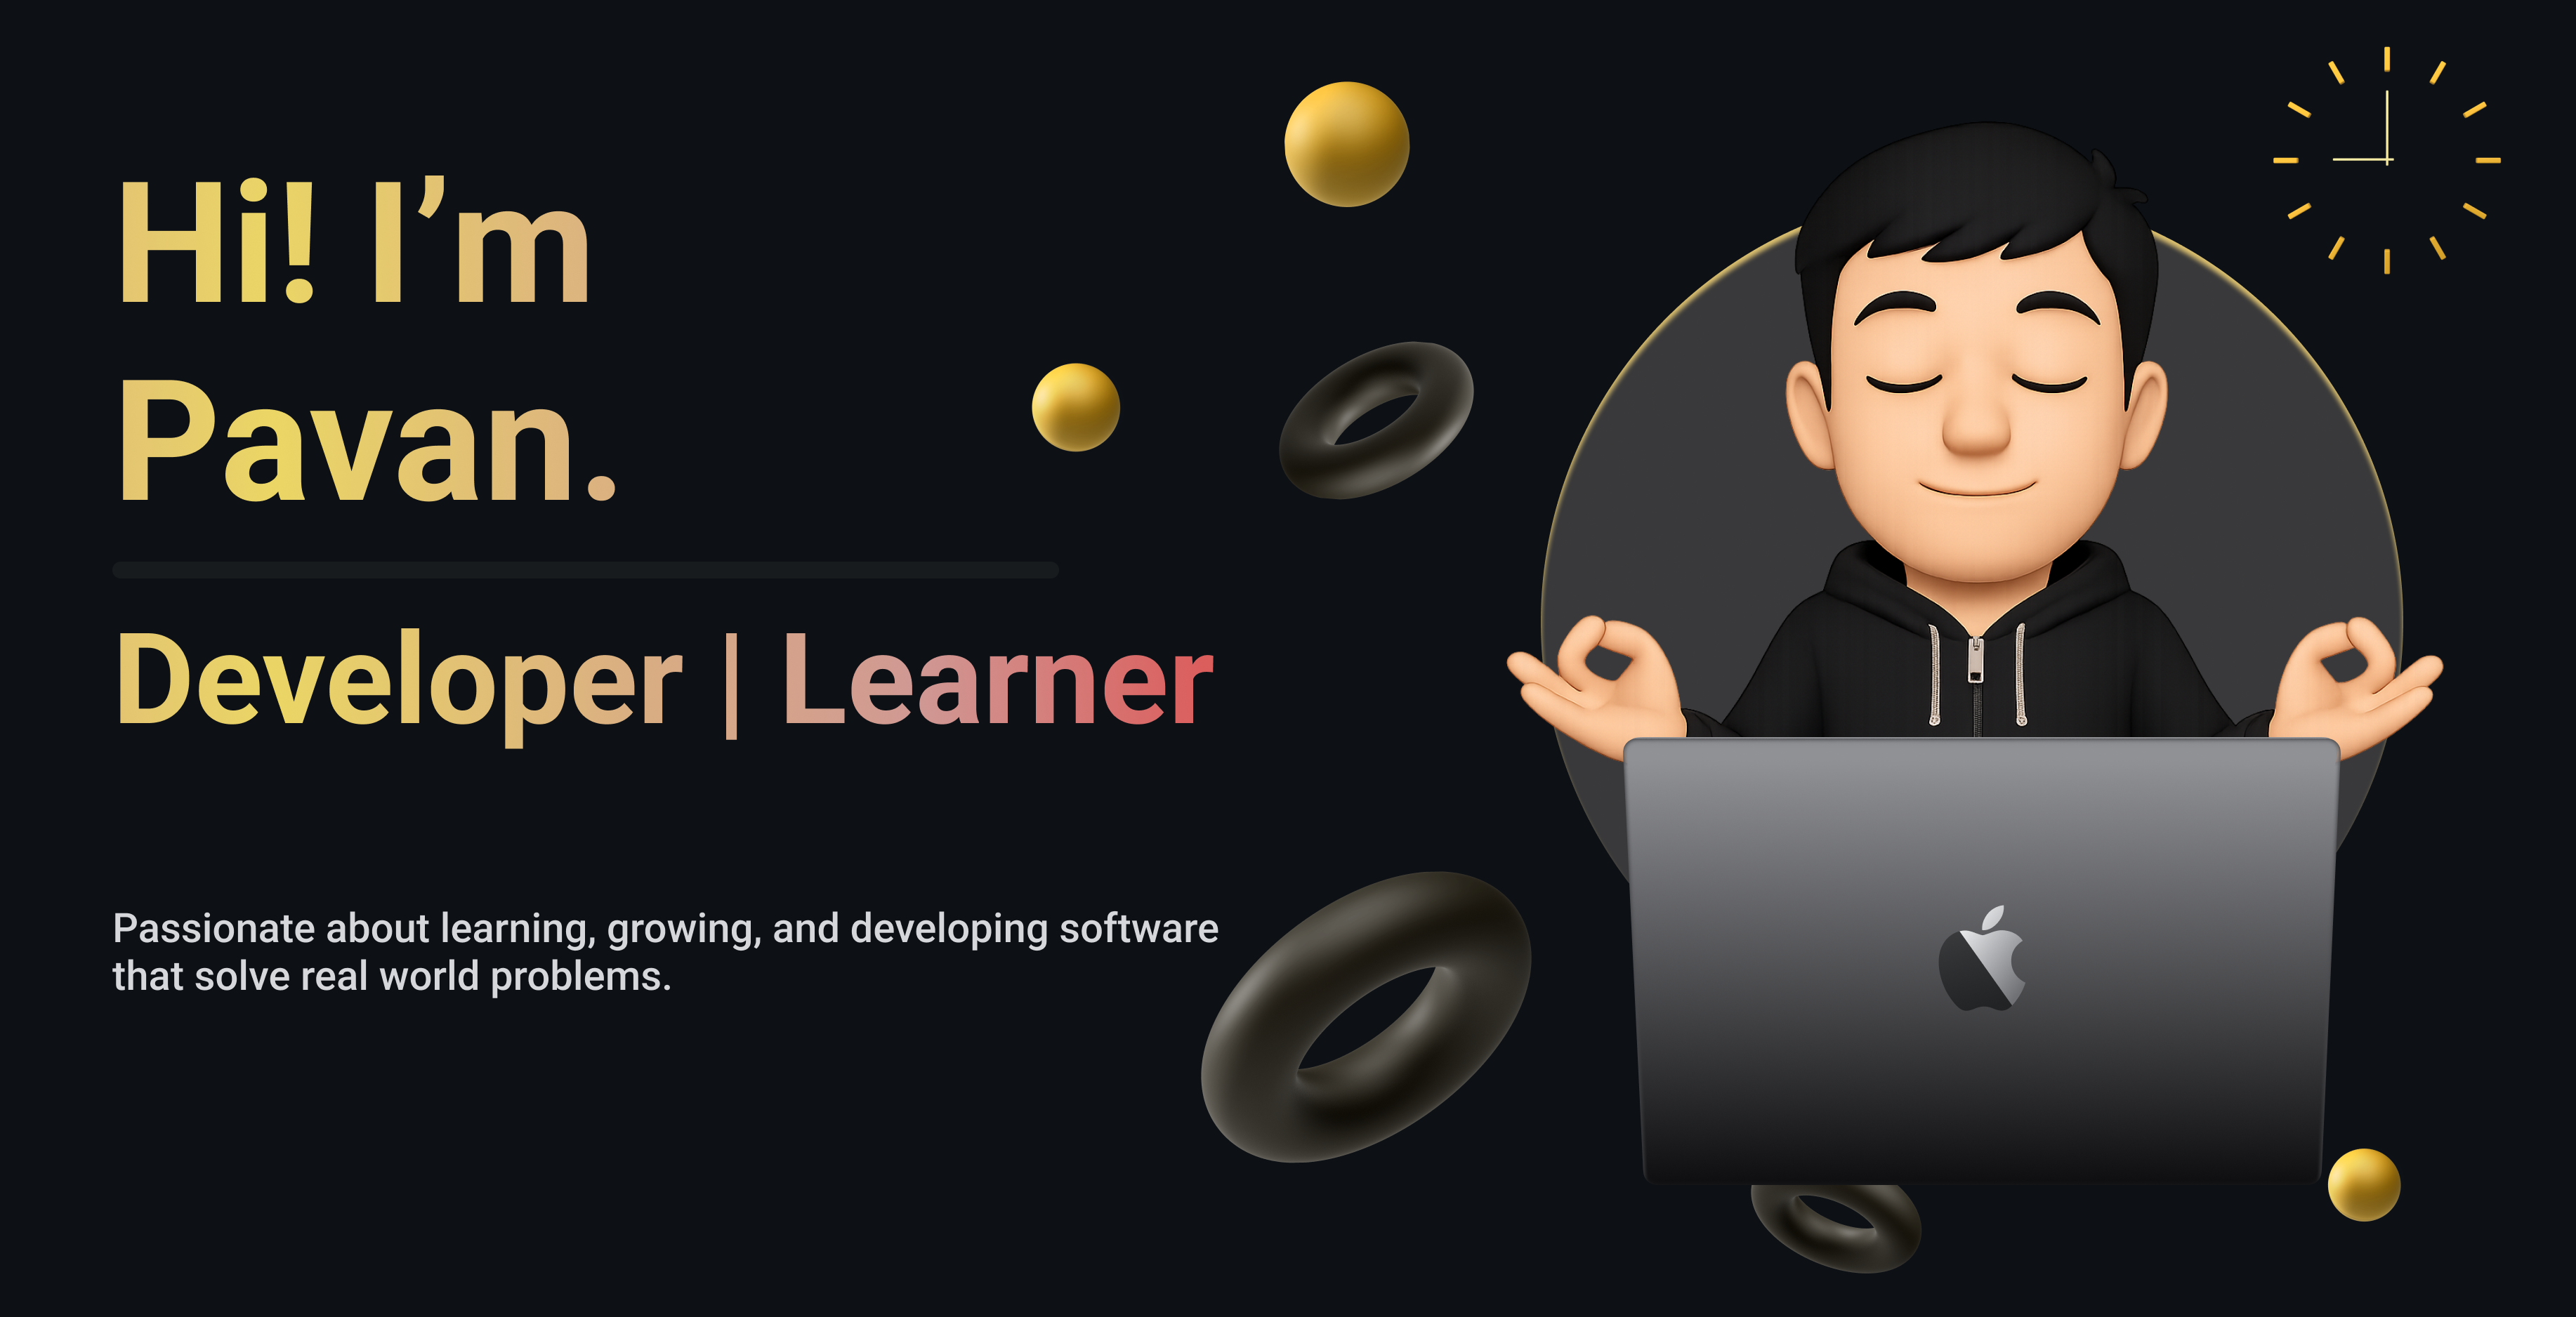 Hi! I’m
Pavan.
Developer | Learner
Passionate about learning, growing, and developing software
that solve real world problems.